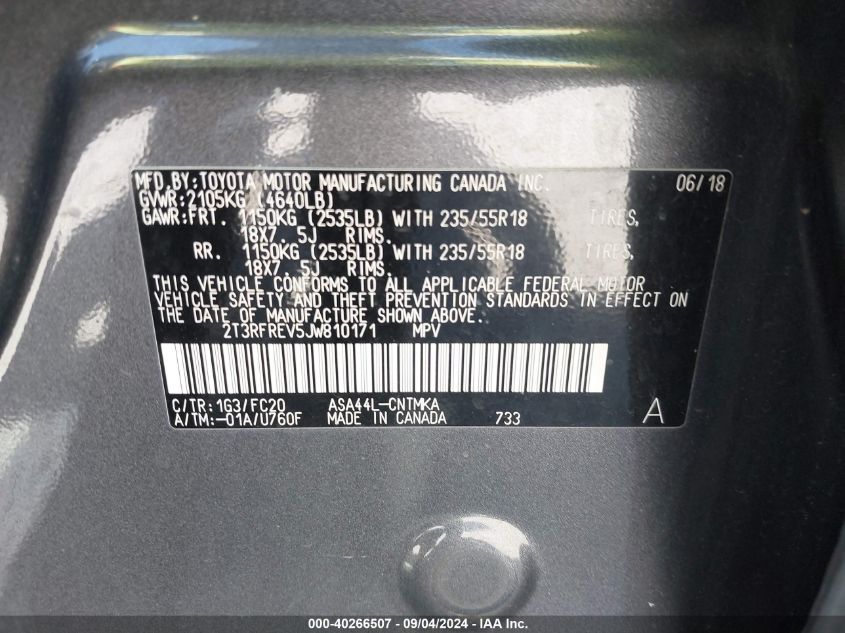 MFD.BY:TOYOTA MOTOR MANUFACTURING CANADA INC. 06/18
GVWR:2105KG (4640LB)
GAWR:FRT. 1150KG (2535LB) WITH 235/55R18 TIRES,
18X7.5J RIMS.
RR. 1150KG (2535LB) WITH 235/55R18 TIRES,
18X7.5J RIMS.
THIS VEHICLE CONFORMS TO ALL APPLICABLE FEDERAL MOTOR
VEHICLE SAFETY AND THEFT PREVENTION STANDARDS IN EFFECT ON
THE DATE OF MANUFACTURE SHOWN ABOVE.
2T3RFREV5JW810171 MPV
C/TR:1G3/FC20 ASA44L-CNTMKA
A/TM:-01A/U760F MADE IN CANADA 733 A
000-40266507 - 09/04/2024 - IAA Inc.